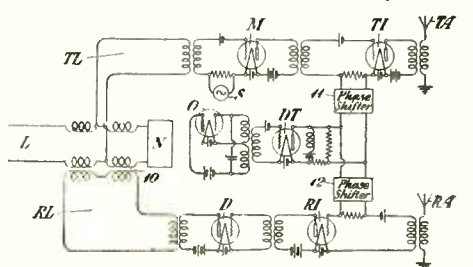 M
TI
TA
TL
S
11
Phase
Shifter
O
DT
L
N
10
12
Phase
Shifter
RL
D
RI
RA